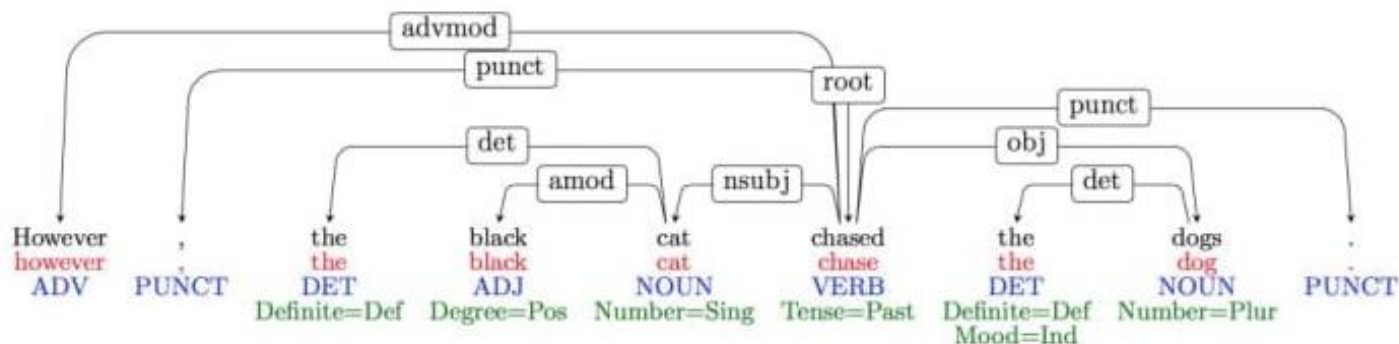 advmod
punct
root
punct
det
obj
amod
nsubj
det
However , the black cat chased the dogs .
however , the black cat chase the dog .
ADV PUNCT DET ADJ NOUN VERB DET NOUN PUNCT
Definite=Def Degree=Pos Number=Sing Tense=Past Definite=Def Number=Plur
Mood=Ind